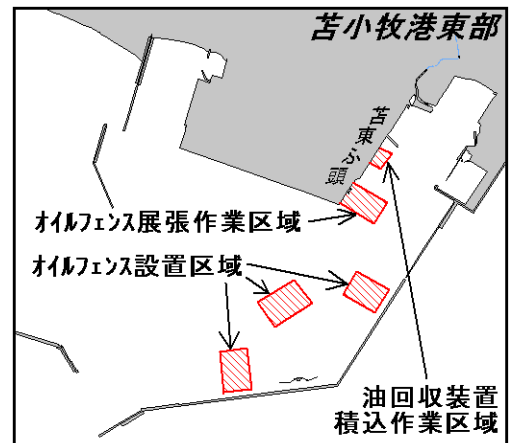 苫小牧港東部
苫東ふ頭
オイルフェンス展張作業区域
オイルフェンス設置区域
油回収装置
積込作業区域